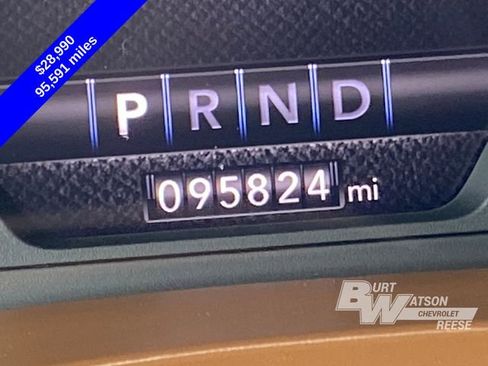 $28,990
95,591 miles
P R N D
095824 mi
BURT
WATSON
CHEVROLET
REESE